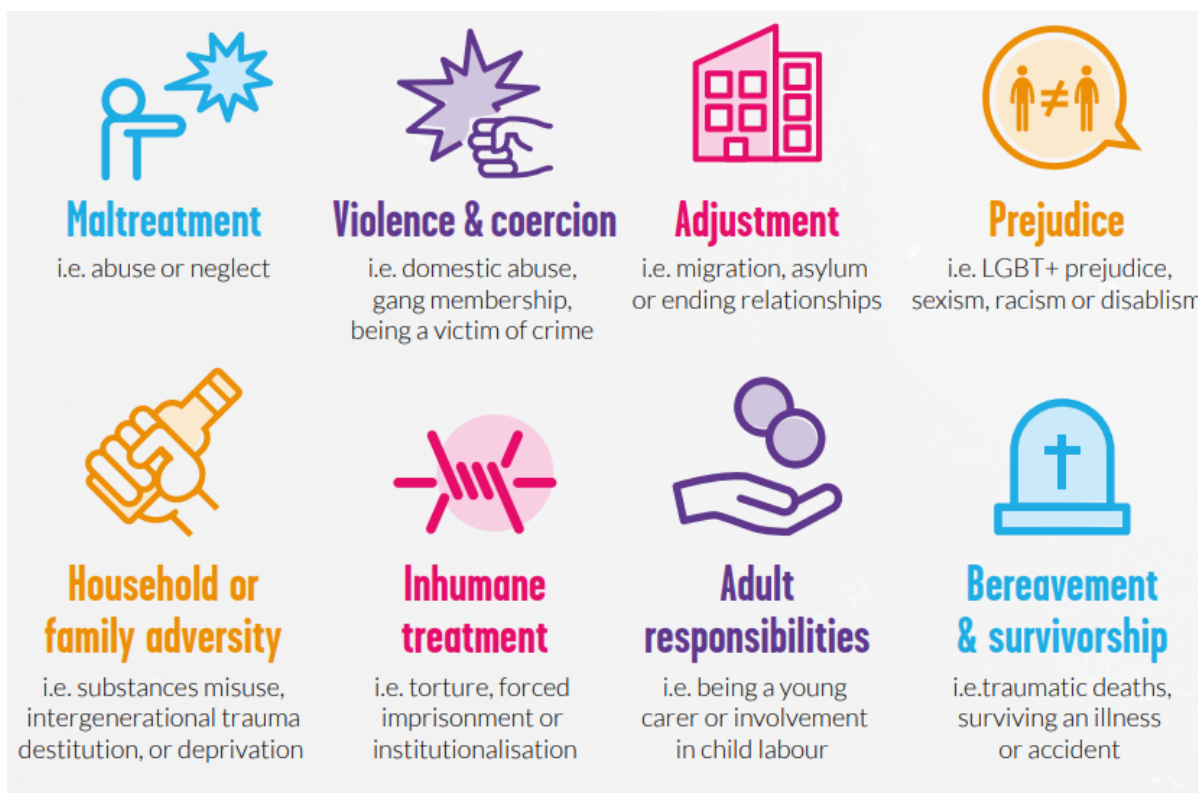 Maltreatment
i.e. abuse or neglect
Violence & coercion
i.e. domestic abuse,
gang membership,
being a victim of crime
Adjustment
i.e. migration, asylum
or ending relationships
Prejudice
i.e. LGBT+ prejudice,
sexism, racism or disablism
Household or
family adversity
i.e. substances misuse,
intergenerational trauma
destitution, or deprivation
Inhumane
treatment
i.e. torture, forced
imprisonment or
institutionalisation
Adult
responsibilities
i.e. being a young
carer or involvement
in child labour
Bereavement
& survivorship
i.e.traumatic deaths,
surviving an illness
or accident